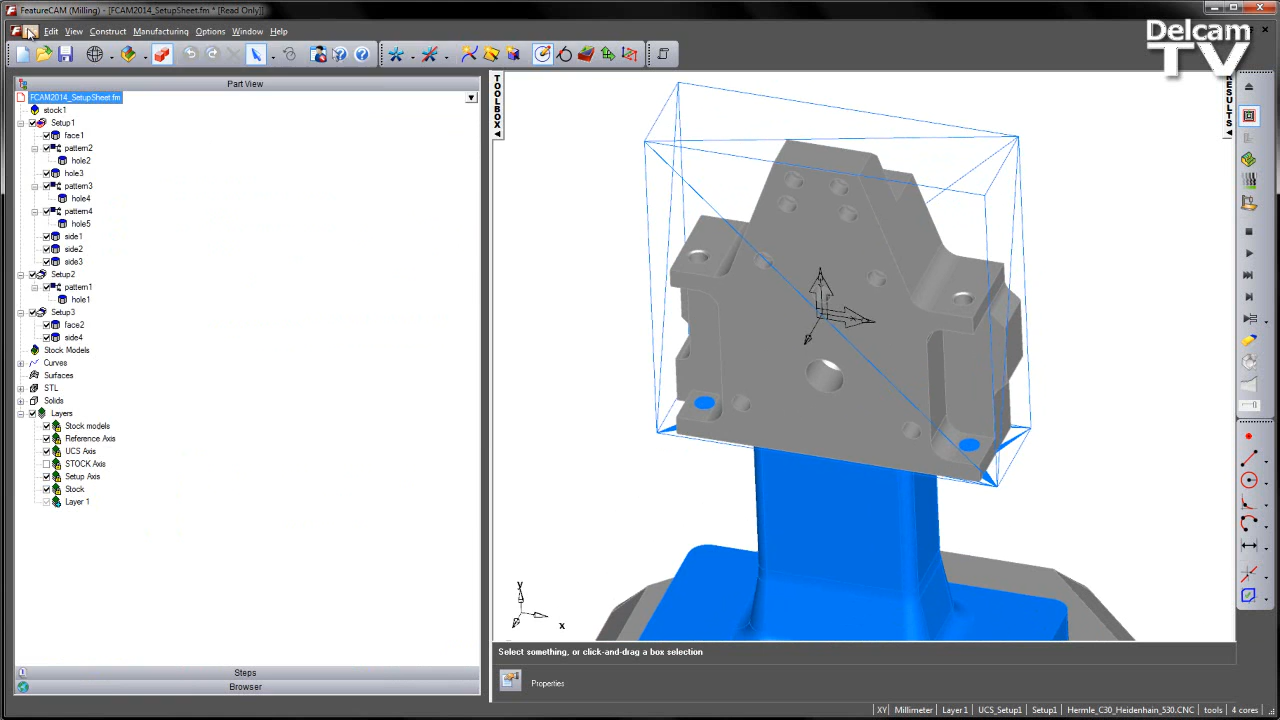 FeatureCAM (Milling) - [FCAM2014_SetupSheet.fm * [Read Only]]
Edit View Construct Manufacturing Options Window Help
Delcam
TV
Part View
FCAM2014_SetupSheet.fm
stock1
Setup1
face1
pattern2
hole2
hole3
pattern3
hole4
pattern4
hole5
side1
side2
side3
Setup2
pattern1
hole1
Setup3
face2
side4
Stock Models
Curves
Surfaces
STL
Solids
Layers
Stock models
Reference Axis
UCS Axis
STOCK Axis
Setup Axis
Stock
Layer 1
Steps
Browser
TOOLBOX
RESULTS
y
x
Select something, or click-and-drag a box selection
Properties
XY Millimeter Layer1 UCS_Setup1 Setup1 Hermle_C30_Heidenhain_530.CNC tools 4 cores